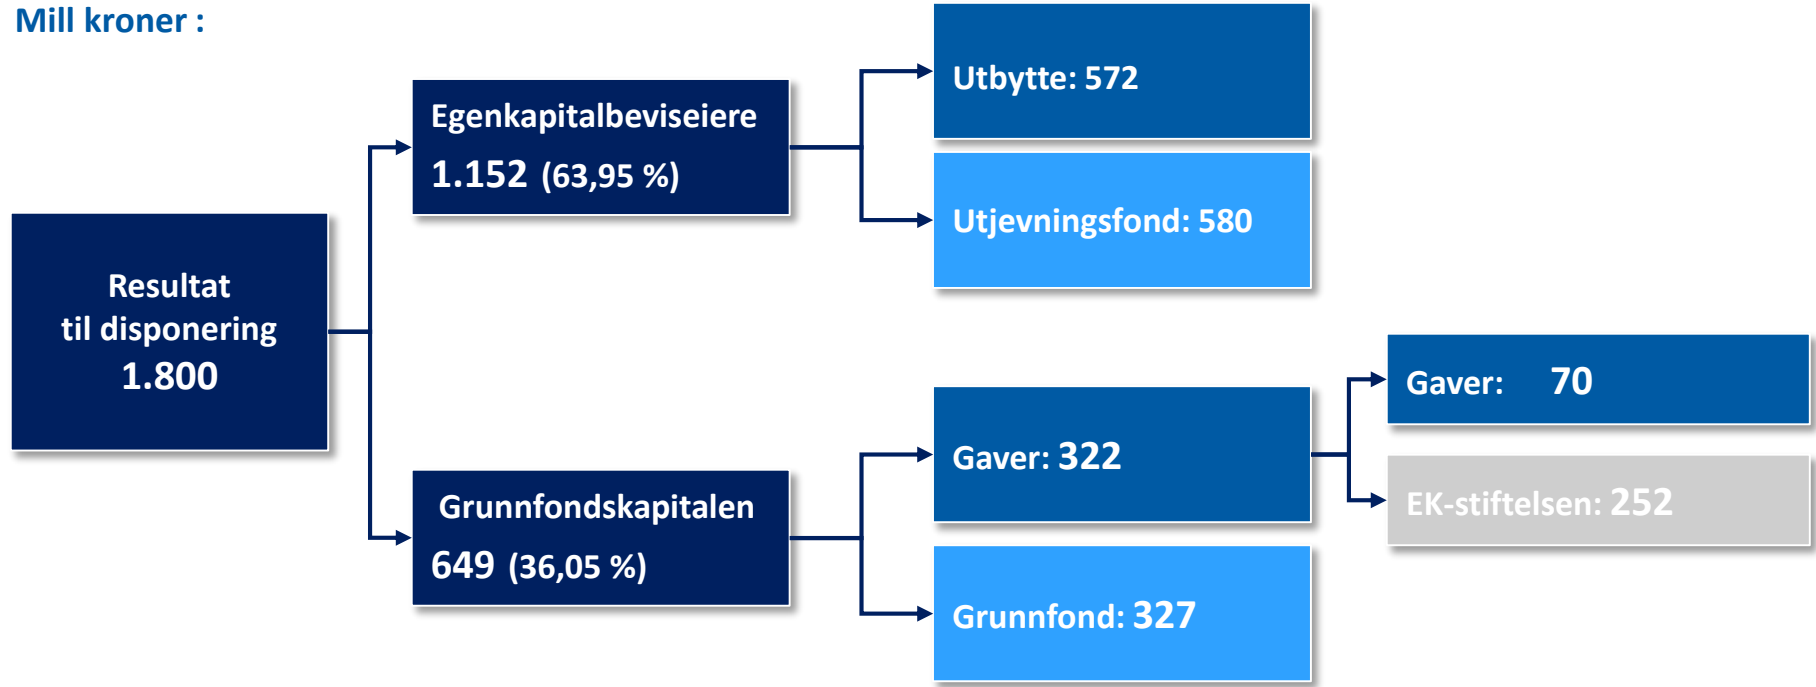 Mill kroner :
Resultat
til disponering
1.800
Egenkapitalbeviseiere
1.152 (63,95 %)
Utbytte: 572
Utjevningsfond: 580
Grunnfondskapitalen
649 (36,05 %)
Gaver: 322
Grunnfond: 327
Gaver: 70
EK-stiftelsen: 252